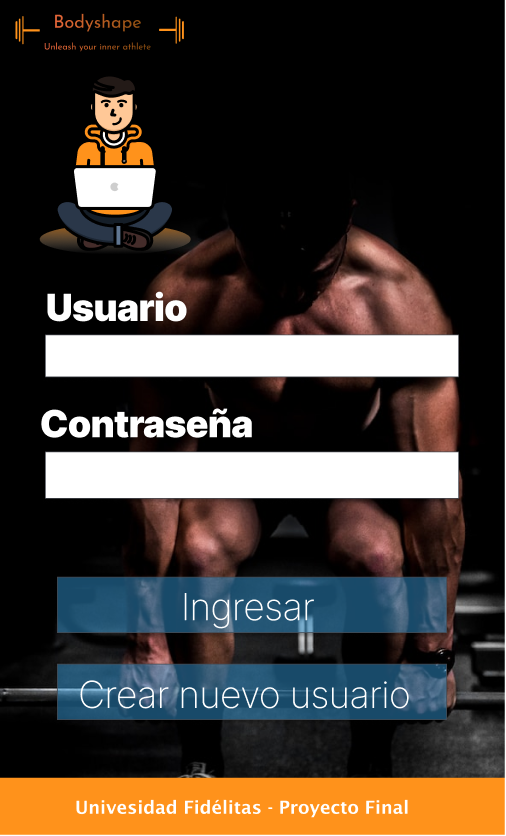 Bodyshape
Unleash your inner athlete
Usuario
Contraseña
Ingresar
Crear nuevo usuario
Univesidad Fidélitas - Proyecto Final